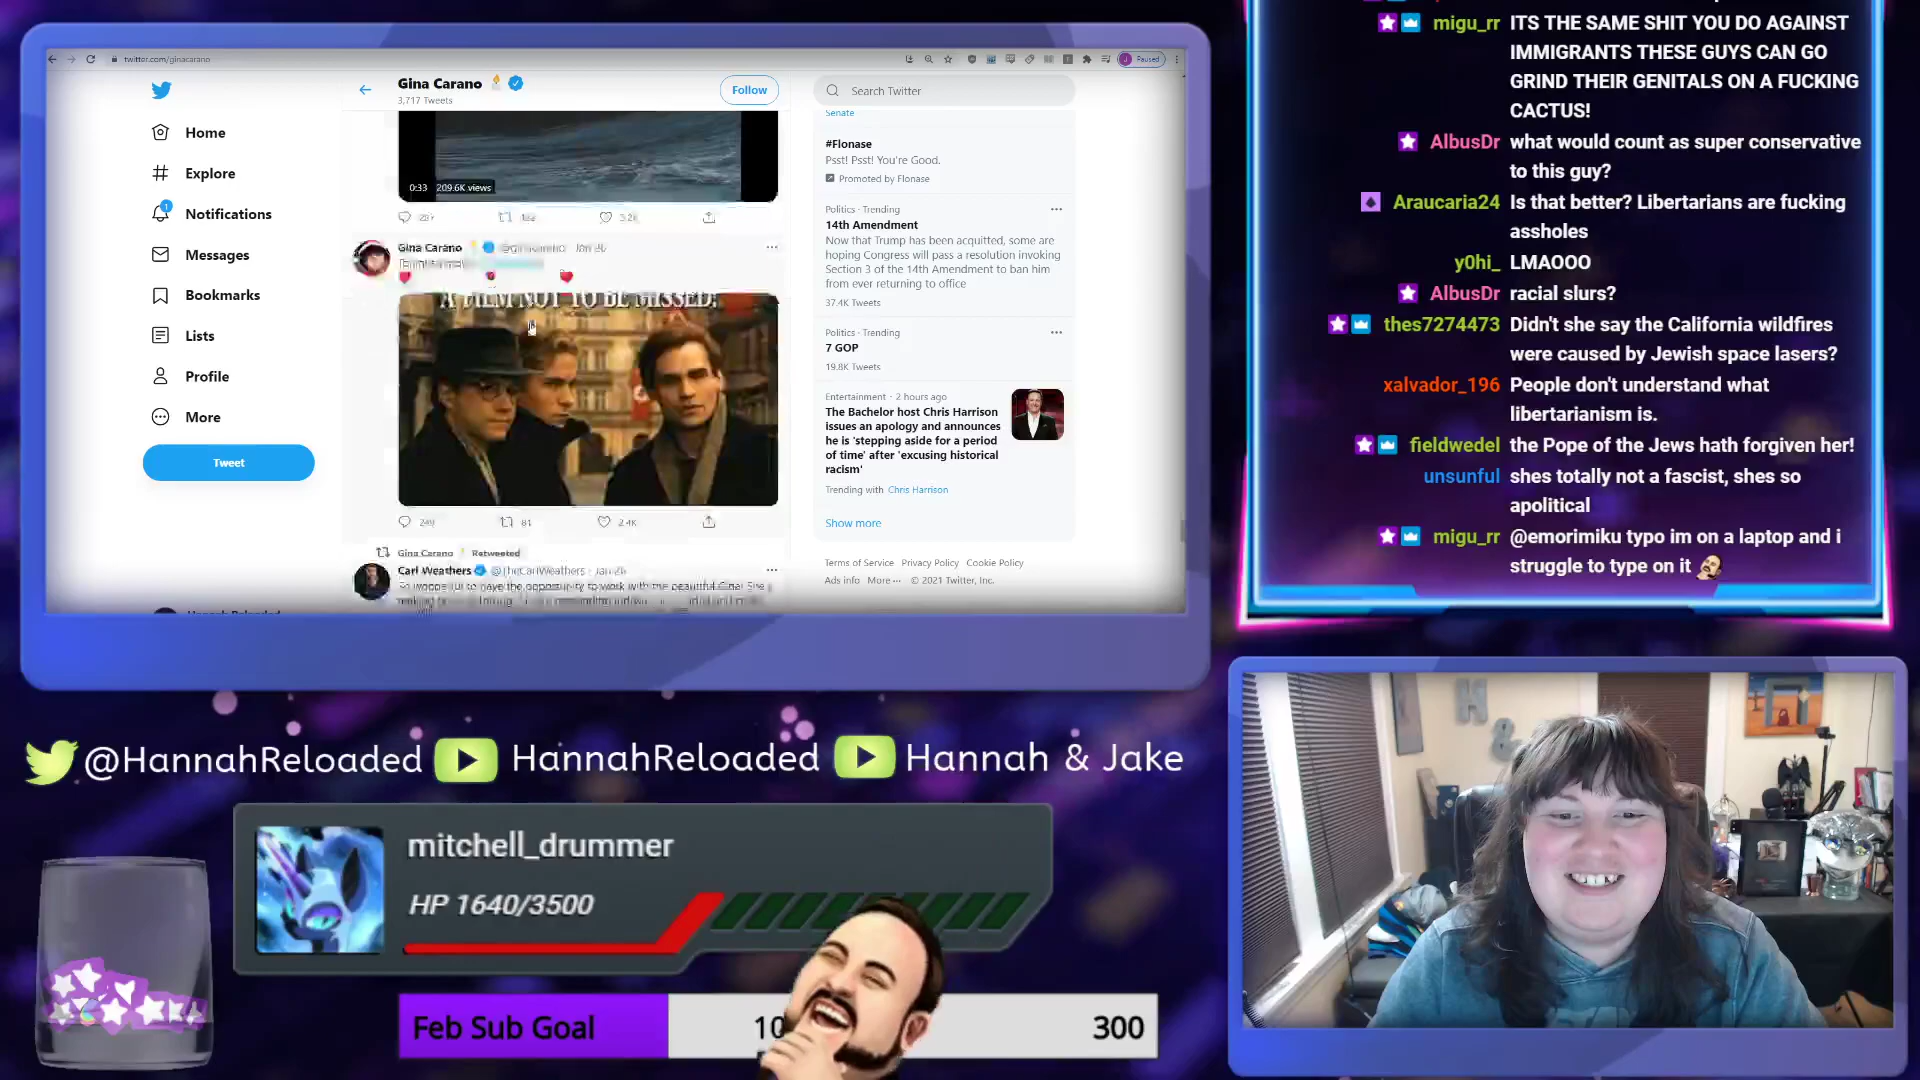 twitter.com/ginacarano
Paused
Gina Carano
3,717 Tweets
Follow
Search Twitter
Home
Explore
1
Notifications
Messages
Bookmarks
Lists
Profile
More
Tweet
0:33 209.6K views
3.2K
Gina Carano
A FILM NOT TO BE MISSED!
249
81
2.4K
Gina Carano Retweeted
Carl Weathers @TheCarlWeathers · Jan 26
Senate
#Flonase
Psst! Psst! You're Good.
Promoted by Flonase
Politics · Trending
14th Amendment
Now that Trump has been acquitted, some are
hoping Congress will pass a resolution invoking
Section 3 of the 14th Amendment to ban him
from ever returning to office
37.4K Tweets
Politics · Trending
7 GOP
19.8K Tweets
Entertainment · 2 hours ago
The Bachelor host Chris Harrison
issues an apology and announces
he is 'stepping aside for a period
of time' after 'excusing historical
racism'
Trending with Chris Harrison
Show more
Terms of Service Privacy Policy Cookie Policy
Ads info More ··· © 2021 Twitter, Inc.
migu_rr ITS THE SAME SHIT YOU DO AGAINST
IMMIGRANTS THESE GUYS CAN GO
GRIND THEIR GENITALS ON A FUCKING
CACTUS!
AlbusDr what would count as super conservative
to this guy?
Araucaria24 Is that better? Libertarians are fucking
assholes
y0hi_ LMAOOO
AlbusDr racial slurs?
thes7274473 Didn't she say the California wildfires
were caused by Jewish space lasers?
xalvador_196 People don't understand what
libertarianism is.
fieldwedel the Pope of the Jews hath forgiven her!
unsunful shes totally not a fascist, shes so
apolitical
migu_rr @emorimiku typo im on a laptop and i
struggle to type on it
@HannahReloaded HannahReloaded Hannah & Jake
mitchell_drummer
HP 1640/3500
Feb Sub Goal 10 300
H
&